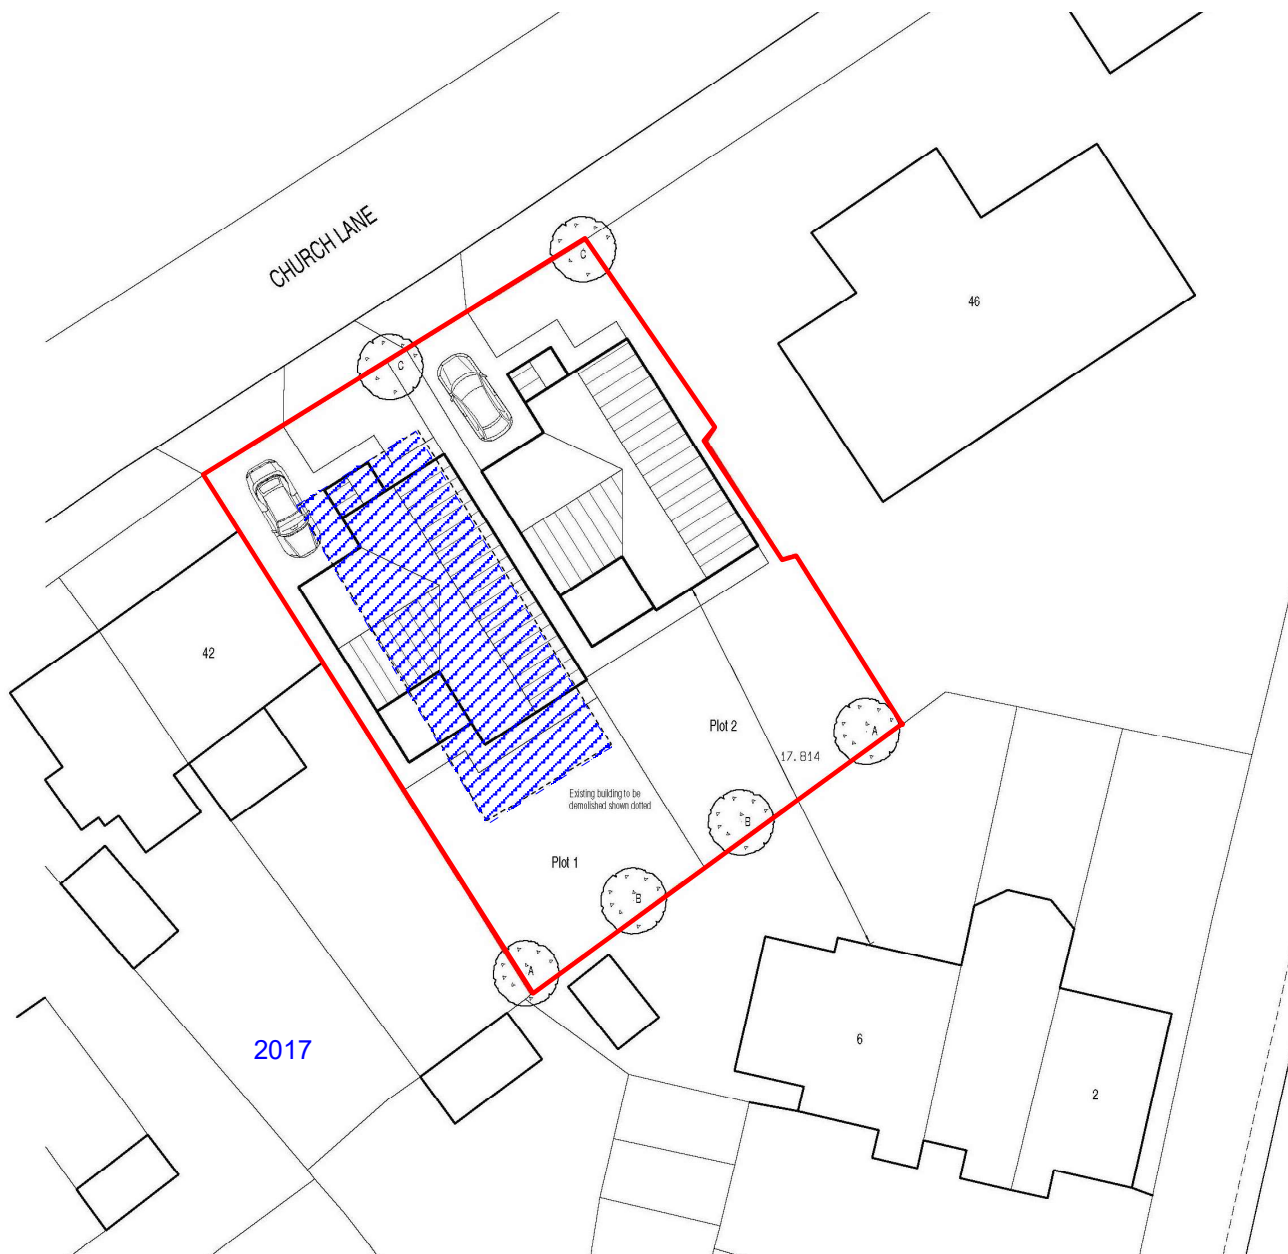 CHURCH LANE
C
C
46
42
Plot 2
A
17.814
Existing building to be
demolished shown dotted
B
Plot 1
B
A
2017
6
2